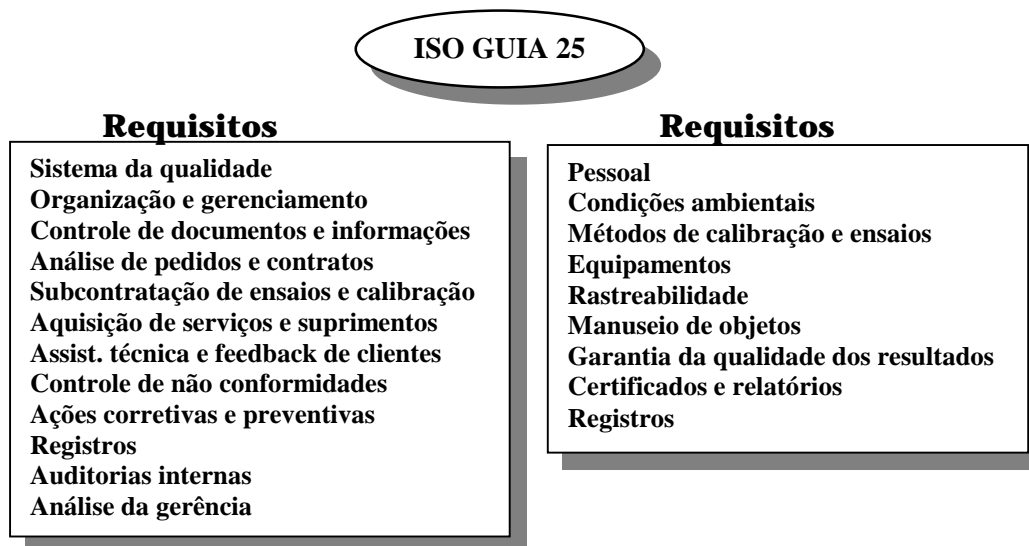 ISO GUIA 25
Requisitos
Sistema da qualidade
Organização e gerenciamento
Controle de documentos e informações
Análise de pedidos e contratos
Subcontratação de ensaios e calibração
Aquisição de serviços e suprimentos
Assist. técnica e feedback de clientes
Controle de não conformidades
Ações corretivas e preventivas
Registros
Auditorias internas
Análise da gerência
Requisitos
Pessoal
Condições ambientais
Métodos de calibração e ensaios
Equipamentos
Rastreabilidade
Manuseio de objetos
Garantia da qualidade dos resultados
Certificados e relatórios
Registros